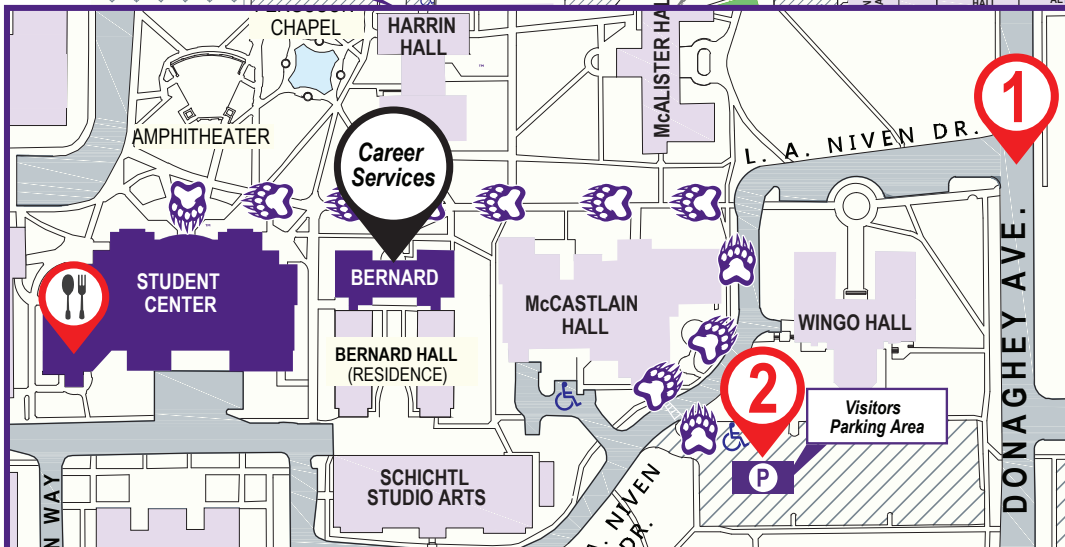 CHAPEL
HARRIN
HALL
McALISTER HAL
AMPHITHEATER
Career
Services
L. A. NIVEN DR.
1
STUDENT
CENTER
BERNARD
McCASTLAIN
HALL
WINGO HALL
BERNARD HALL
(RESIDENCE)
2
Visitors
Parking Area
P
SCHICHTL
STUDIO ARTS
DONAGHEY AVE.
N WAY
. NIVEN
DR.